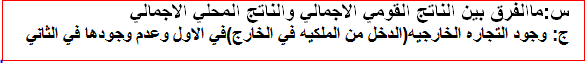 س:ماالفرق بين الناتج القومي الاجمالي والناتج المحلي الاجمالي
ج: وجود التجاره الخارجيه(الدخل من الملكيه في الخارج)في الاول وعدم وجودها في الثاني